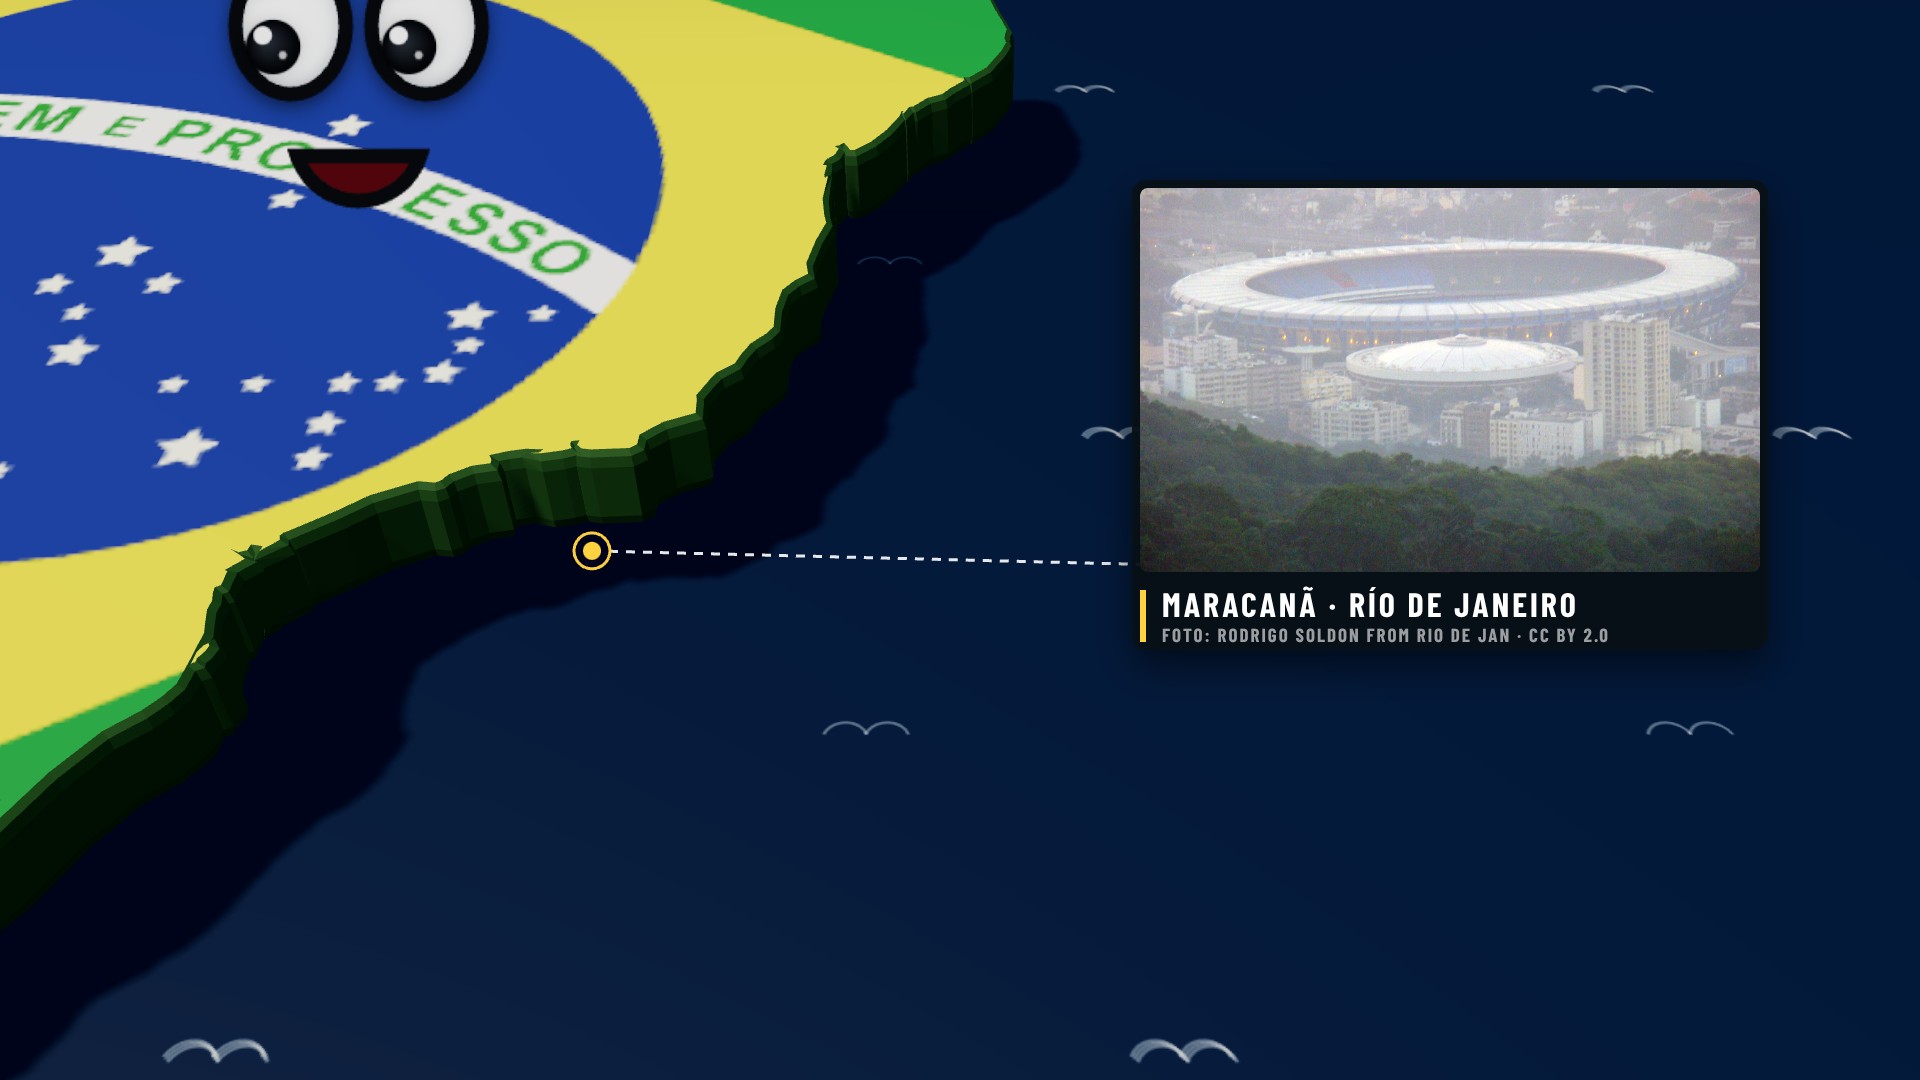 EM E PRO ESSO
MARACANÃ · RÍO DE JANEIRO
FOTO: RODRIGO SOLDON FROM RIO DE JAN · CC BY 2.0